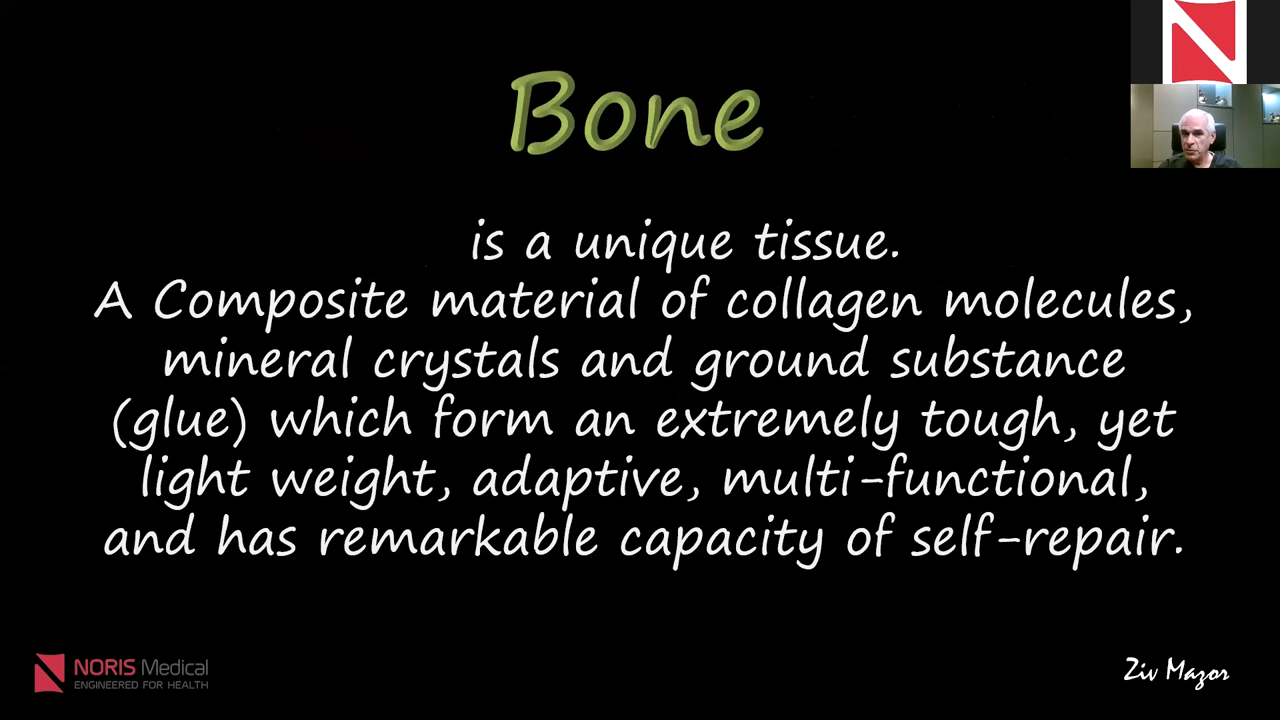 Bone
is a unique tissue.
A Composite material of collagen molecules,
mineral crystals and ground substance
(glue) which form an extremely tough, yet
light weight, adaptive, multi-functional,
and has remarkable capacity of self-repair.
NORIS Medical
ENGINEERED FOR HEALTH
Ziv Mazor